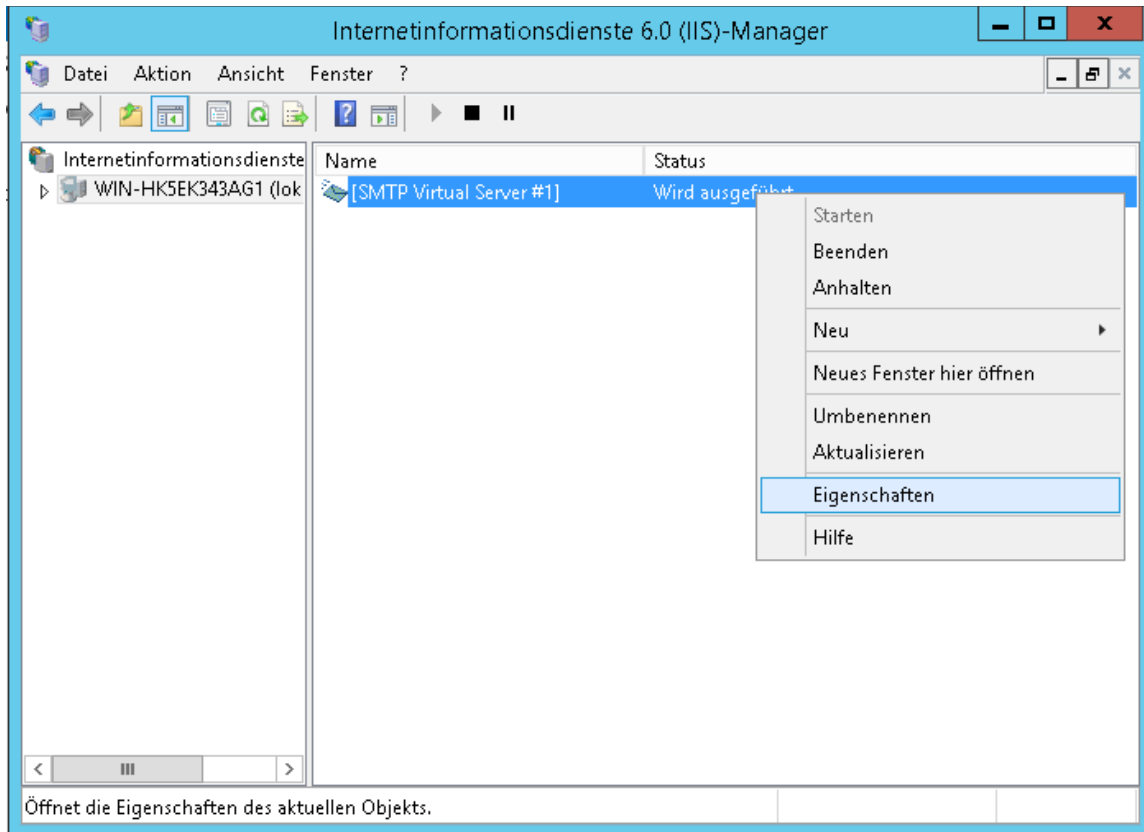 Internetinformationsdienste 6.0 (IIS)-Manager
Datei Aktion Ansicht Fenster ?
Internetinformationsdienste
WIN-HK5EK343AG1 (lok
Name Status
[SMTP Virtual Server #1] Wird ausgeführt
Starten
Beenden
Anhalten
Neu
Neues Fenster hier öffnen
Umbenennen
Aktualisieren
Eigenschaften
Hilfe
Öffnet die Eigenschaften des aktuellen Objekts.